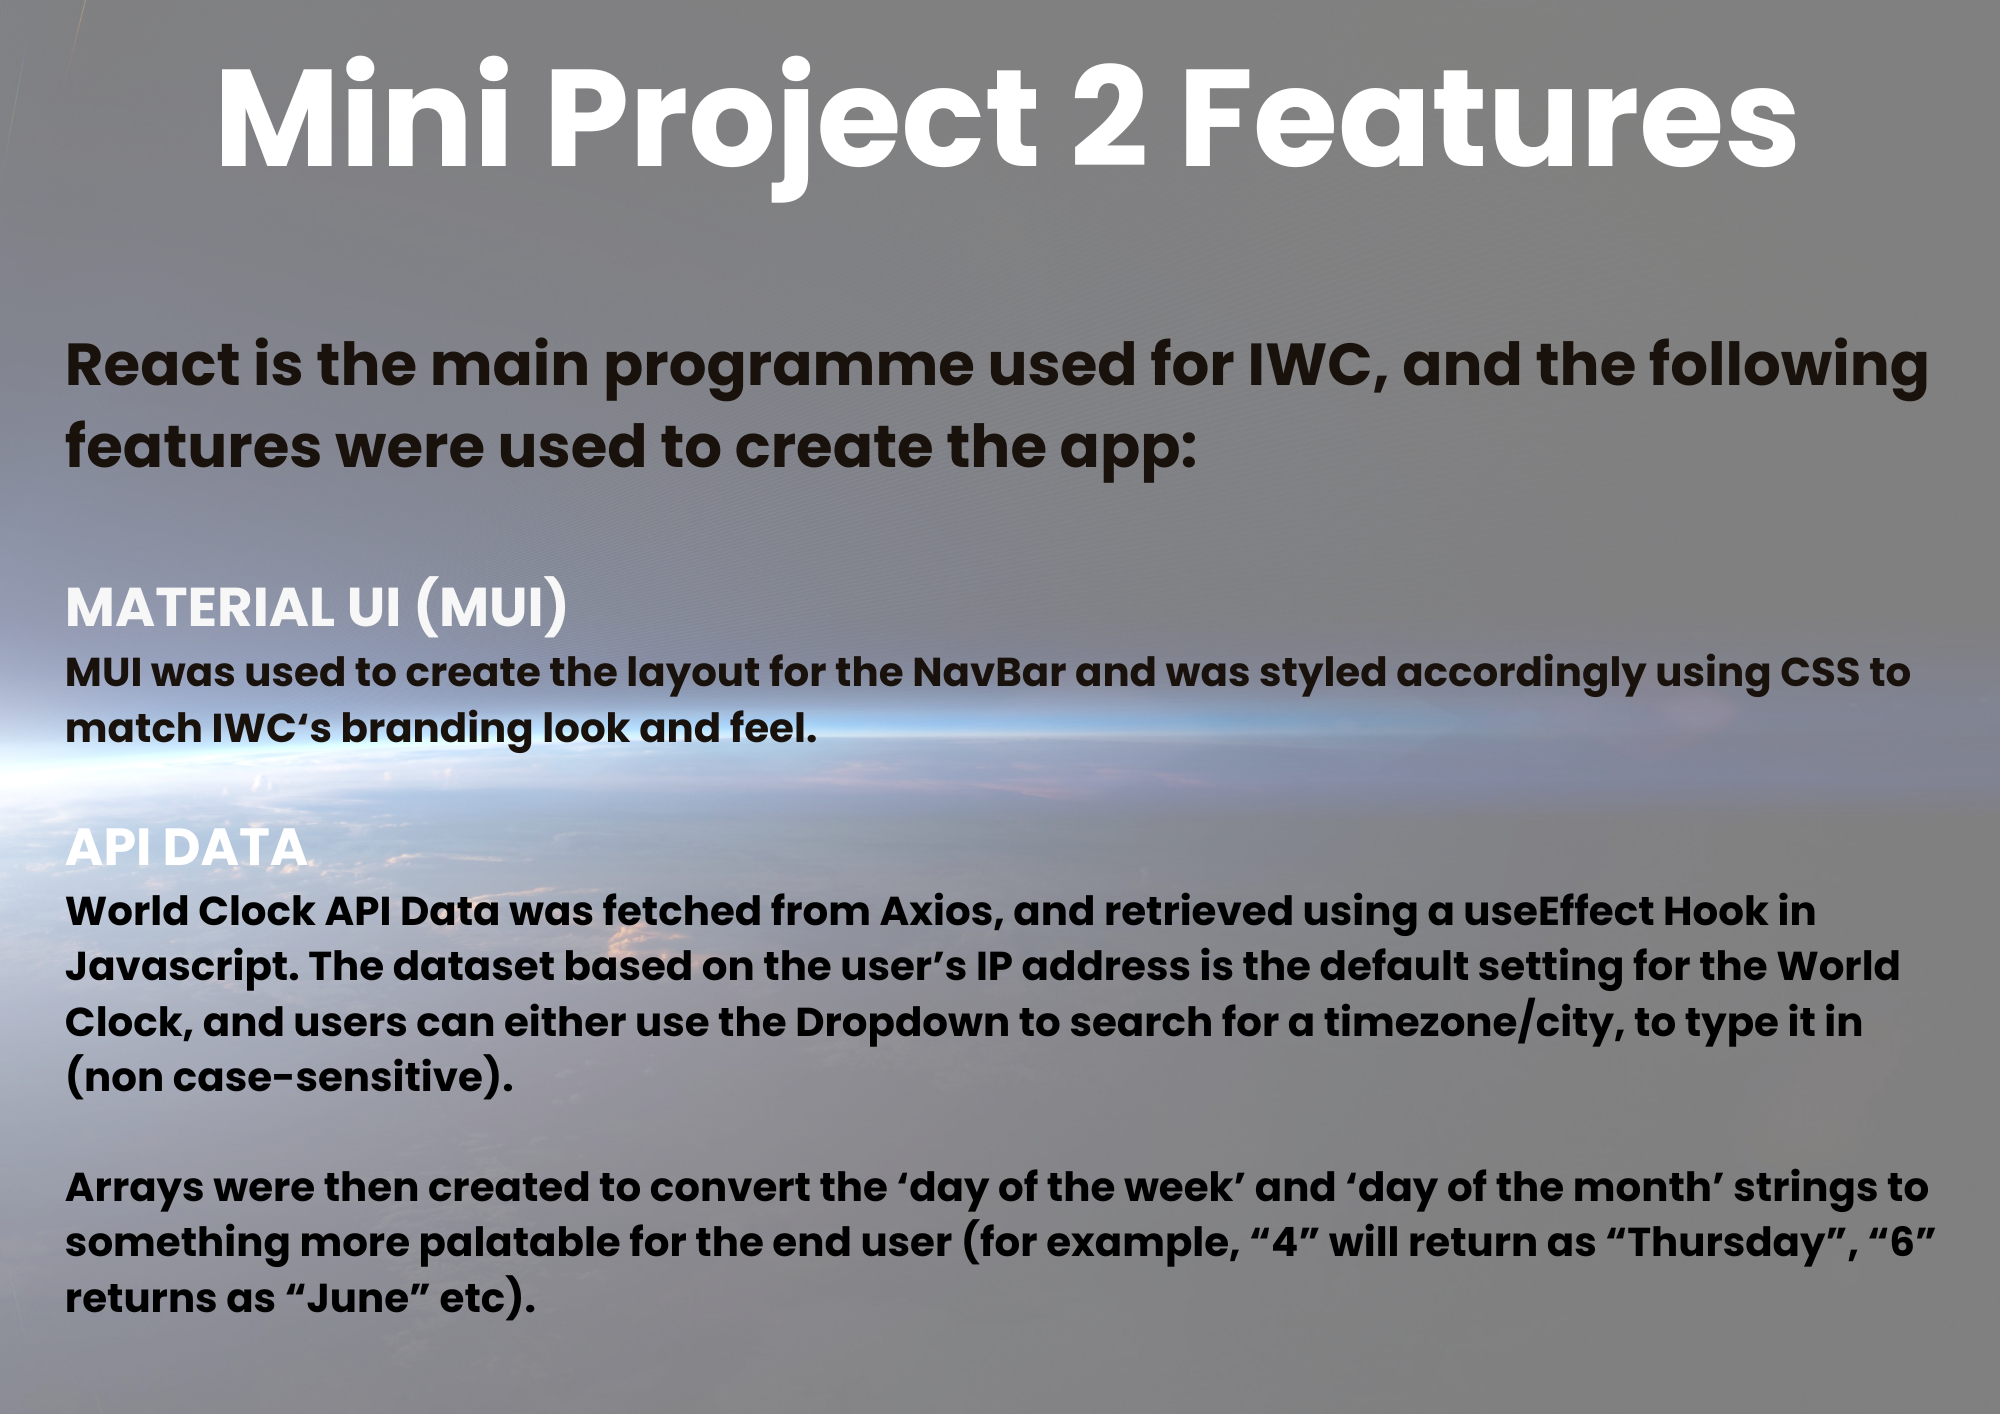 Mini Project 2 Features
React is the main programme used for IWC, and the following
features were used to create the app:
MATERIAL UI (MUI)
MUI was used to create the layout for the NavBar and was styled accordingly using CSS to
match IWC‘s branding look and feel.
API DATA
World Clock API Data was fetched from Axios, and retrieved using a useEffect Hook in
Javascript. The dataset based on the user’s IP address is the default setting for the World
Clock, and users can either use the Dropdown to search for a timezone/city, to type it in
(non case-sensitive).
Arrays were then created to convert the ‘day of the week’ and ‘day of the month’ strings to
something more palatable for the end user (for example, “4” will return as “Thursday”, “6”
returns as “June” etc).